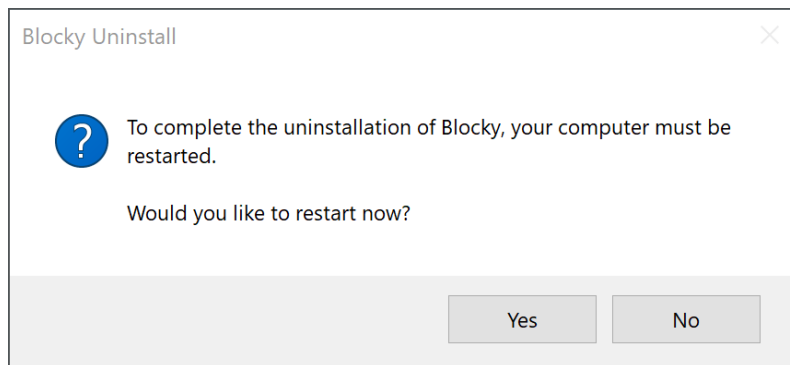 Blocky Uninstall
To complete the uninstallation of Blocky, your computer must be
restarted.
Would you like to restart now?
Yes
No